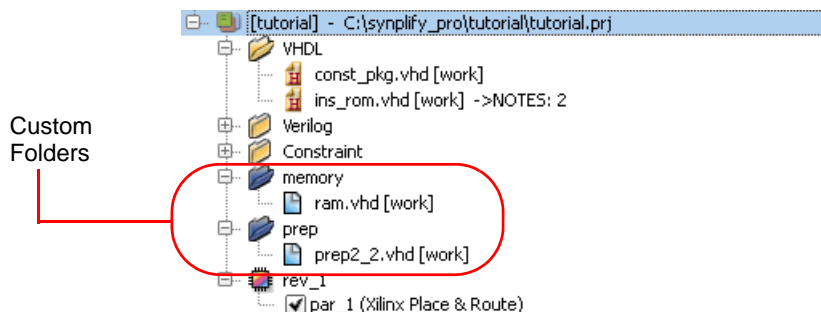 [tutorial] - C:\synplify_pro\tutorial\tutorial.prj
VHDL
const_pkg.vhd [work]
ins_rom.vhd [work] ->NOTES: 2
Verilog
Constraint
memory
ram.vhd [work]
prep
prep2_2.vhd [work]
rev_1
par_1 (Xilinx Place & Route)
Custom
Folders